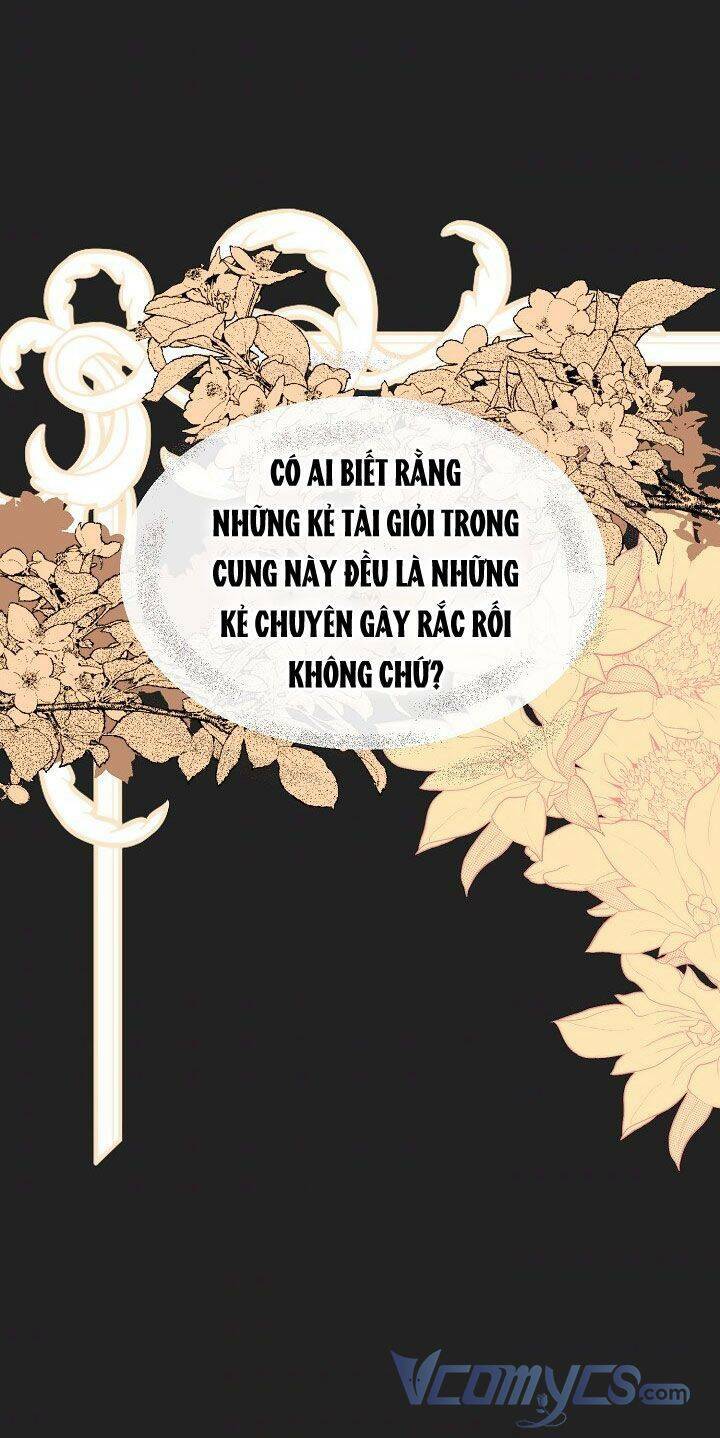 CÓ AI BIẾT RẰNG
NHỮNG KẺ TÀI GIỎI TRONG
CUNG NÀY ĐỀU LÀ NHỮNG
KẺ CHUYÊN GÂY RẮC RỐI
KHÔNG CHỨ?
VCOMYCS.com